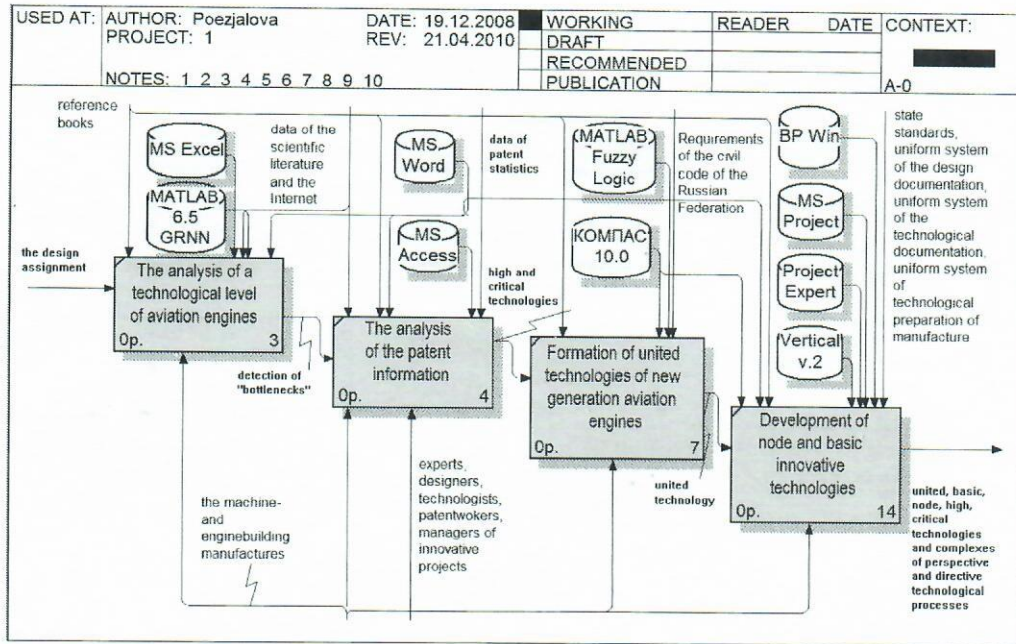 USED AT:
AUTHOR: Poezjalova
DATE: 19.12.2008
PROJECT: 1
REV: 21.04.2010
NOTES: 1 2 3 4 5 6 7 8 9 10
WORKING
DRAFT
RECOMMENDED
PUBLICATION
READER
DATE
CONTEXT:
A-0
reference
books
MS Excel
MATLAB
6.5
GRNN
data of the
scientific
literature
and the
Internet
MS
Word
MS
Access
data of
patent
statistics
MATLAB
Fuzzy
Logic
КОМПАС
10.0
Requirements
of the civil
code of the
Russian
Federation
BP Win
MS
Project
Project
Expert
Vertical
v.2
state
standards,
uniform system
of the design
documentation,
uniform system
of the
technological
documentation,
uniform system
of
technological
preparation of
manufacture
the design
assignment
The analysis of a
technological level
of aviation engines
0p.
3
detection of
"bottlenecks"
high and
critical
technologies
The analysis
of the patent
information
0p.
4
Formation of united
technologies of new
generation aviation
engines
0p.
7
united
technology
Development of
node and basic
innovative
technologies
0p.
14
the machine-
and
enginebuilding
manufactures
experts,
designers,
technologists,
patentwokers,
managers of
innovative
projects
united, basic,
node, high,
critical
technologies
and complexes
of perspective
and directive
technological
processes